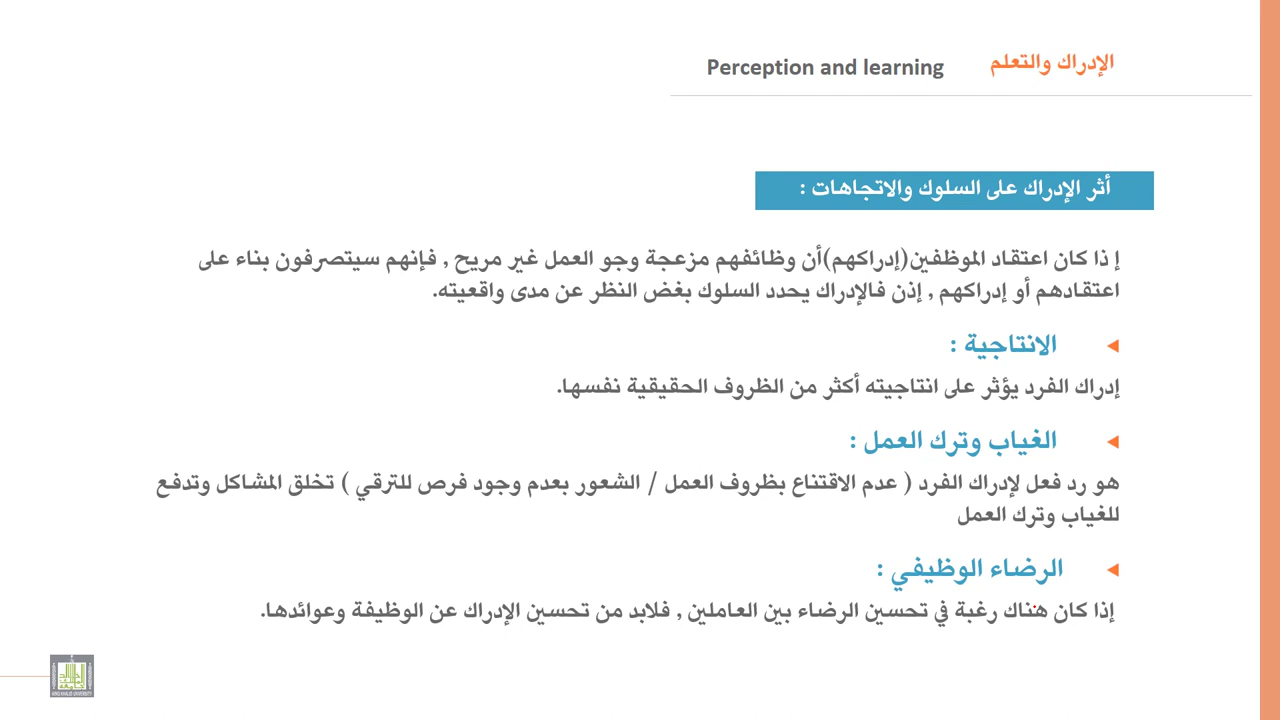 الإدراك والتعلم Perception and learning
أثر الإدراك على السلوك والاتجاهات :
إ ذا كان اعتقاد الموظفين(إدراكهم)أن وظائفهم مزعجة وجو العمل غير مريح , فإنهم سيتصرفون بناء على
اعتقادهم أو إدراكهم , إذن فالإدراك يحدد السلوك بغض النظر عن مدى واقعيته.
الانتاجية :
إدراك الفرد يؤثر على انتاجيته أكثر من الظروف الحقيقية نفسها.
الغياب وترك العمل :
هو رد فعل لإدراك الفرد ( عدم الاقتناع بظروف العمل / الشعور بعدم وجود فرص للترقي ) تخلق المشاكل وتدفع
للغياب وترك العمل
الرضاء الوظيفي :
إذا كان هناك رغبة في تحسين الرضاء بين العاملين , فلابد من تحسين الإدراك عن الوظيفة وعوائدها.
KING KHALID UNIVERSITY